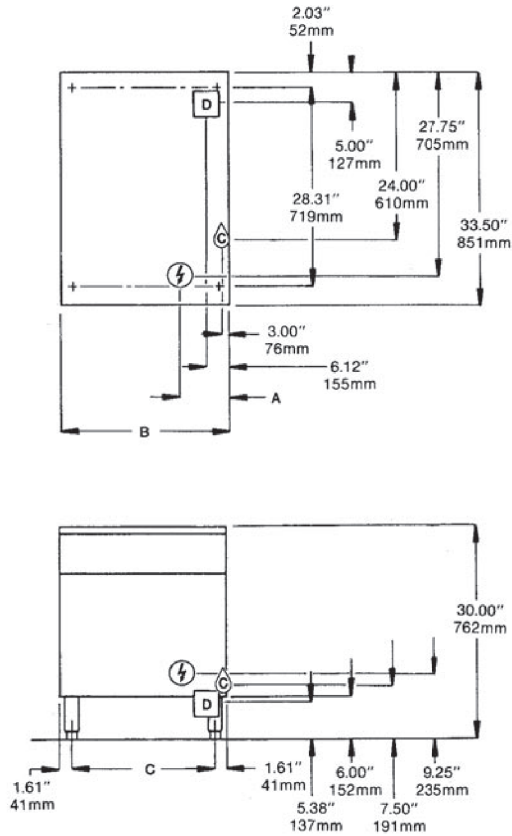 2.03"
52mm
D
5.00"
127mm
27.75"
705mm
24.00"
610mm
28.31"
719mm
33.50"
851mm
C
3.00"
76mm
6.12"
155mm
A
B
30.00"
762mm
C
D
C
1.61"
41mm
1.61"
41mm
5.38"
137mm
6.00"
152mm
7.50"
191mm
9.25"
235mm